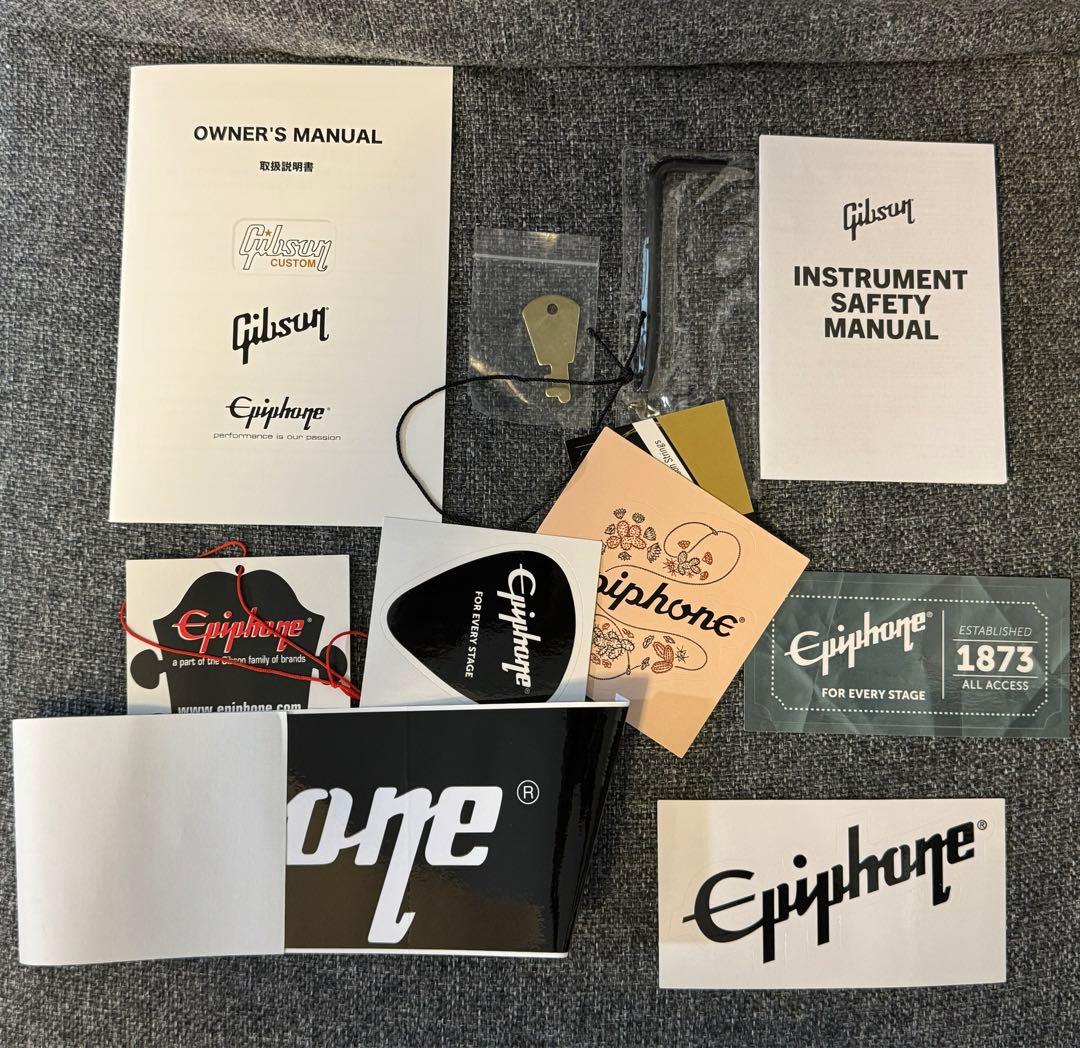 OWNER'S MANUAL
取扱説明書
Gibson
CUSTOM
Gibson
Epiphone®
performance is our passion
Gibson
INSTRUMENT
SAFETY
MANUAL
Strings
Epiphone®
a part of the Gibson family of brands
www.epiphone.com
Epiphone®
FOR EVERY STAGE
Epiphone®
Epiphone®
FOR EVERY STAGE
ESTABLISHED
1873
ALL ACCESS
one®
Epiphone®